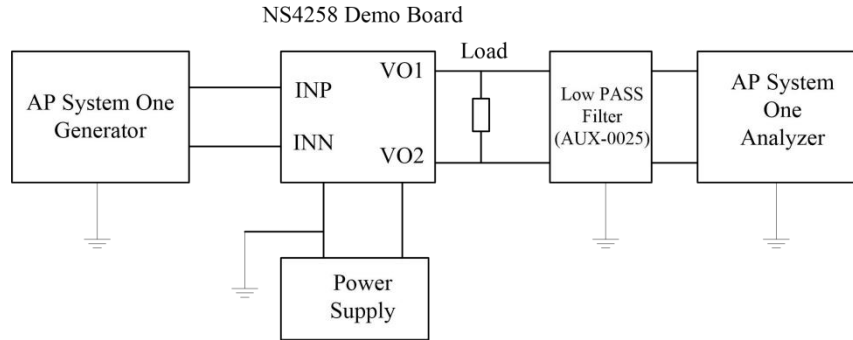 NS4258 Demo Board
AP System One
Generator
INP
INN
VO1
VO2
Load
Low PASS
Filter
(AUX-0025)
AP System
One
Analyzer
Power
Supply